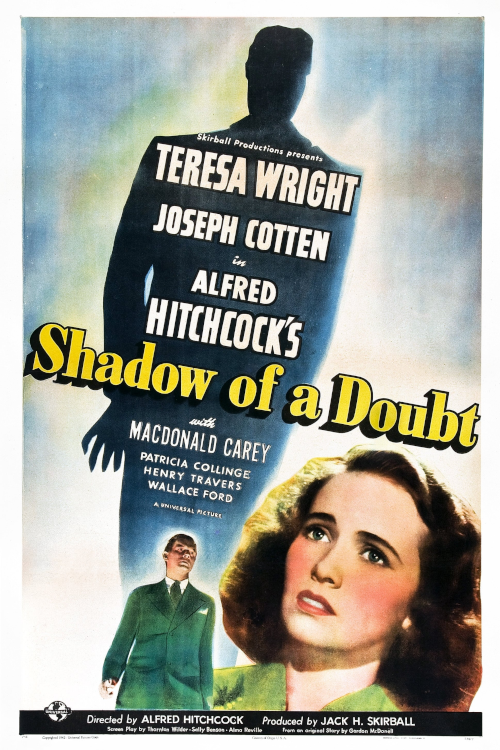 Skirball Productions presents
TERESA WRIGHT
JOSEPH COTTEN
in
ALFRED
HITCHCOCK'S
Shadow of a Doubt
with
MACDONALD CAREY
PATRICIA COLLINGE
HENRY TRAVERS
WALLACE FORD
A UNIVERSAL PICTURE
UNIVERSAL
Directed by ALFRED HITCHCOCK Produced by JACK H. SKIRBALL
Screen Play by Thornton Wilder · Sally Benson · Alma Reville From an original Story by Gordon McDonell